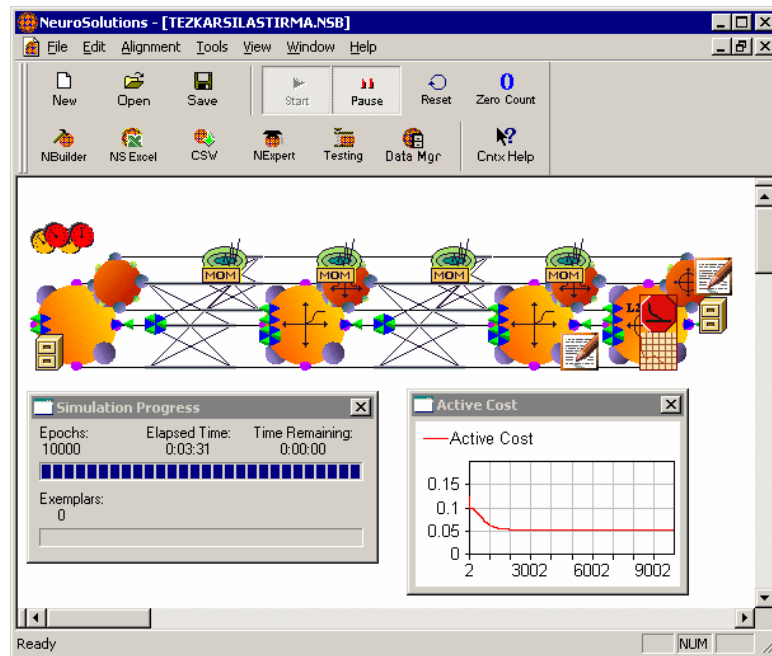 NeuroSolutions - [TEZKARSILASTIRMA.NSB]
File Edit Alignment Tools View Window Help
New Open Save Start Pause Reset Zero Count
0
NBuilder NS Excel CSV NExpert Testing Data Mgr Cntx Help
MOM MOM MOM MOM
Simulation Progress
Epochs: Elapsed Time: Time Remaining:
10000 0:03:31 0:00:00
Exemplars:
0
Active Cost
Active Cost
0.15
0.1
0.05
0
2 3002 6002 9002
Ready NUM